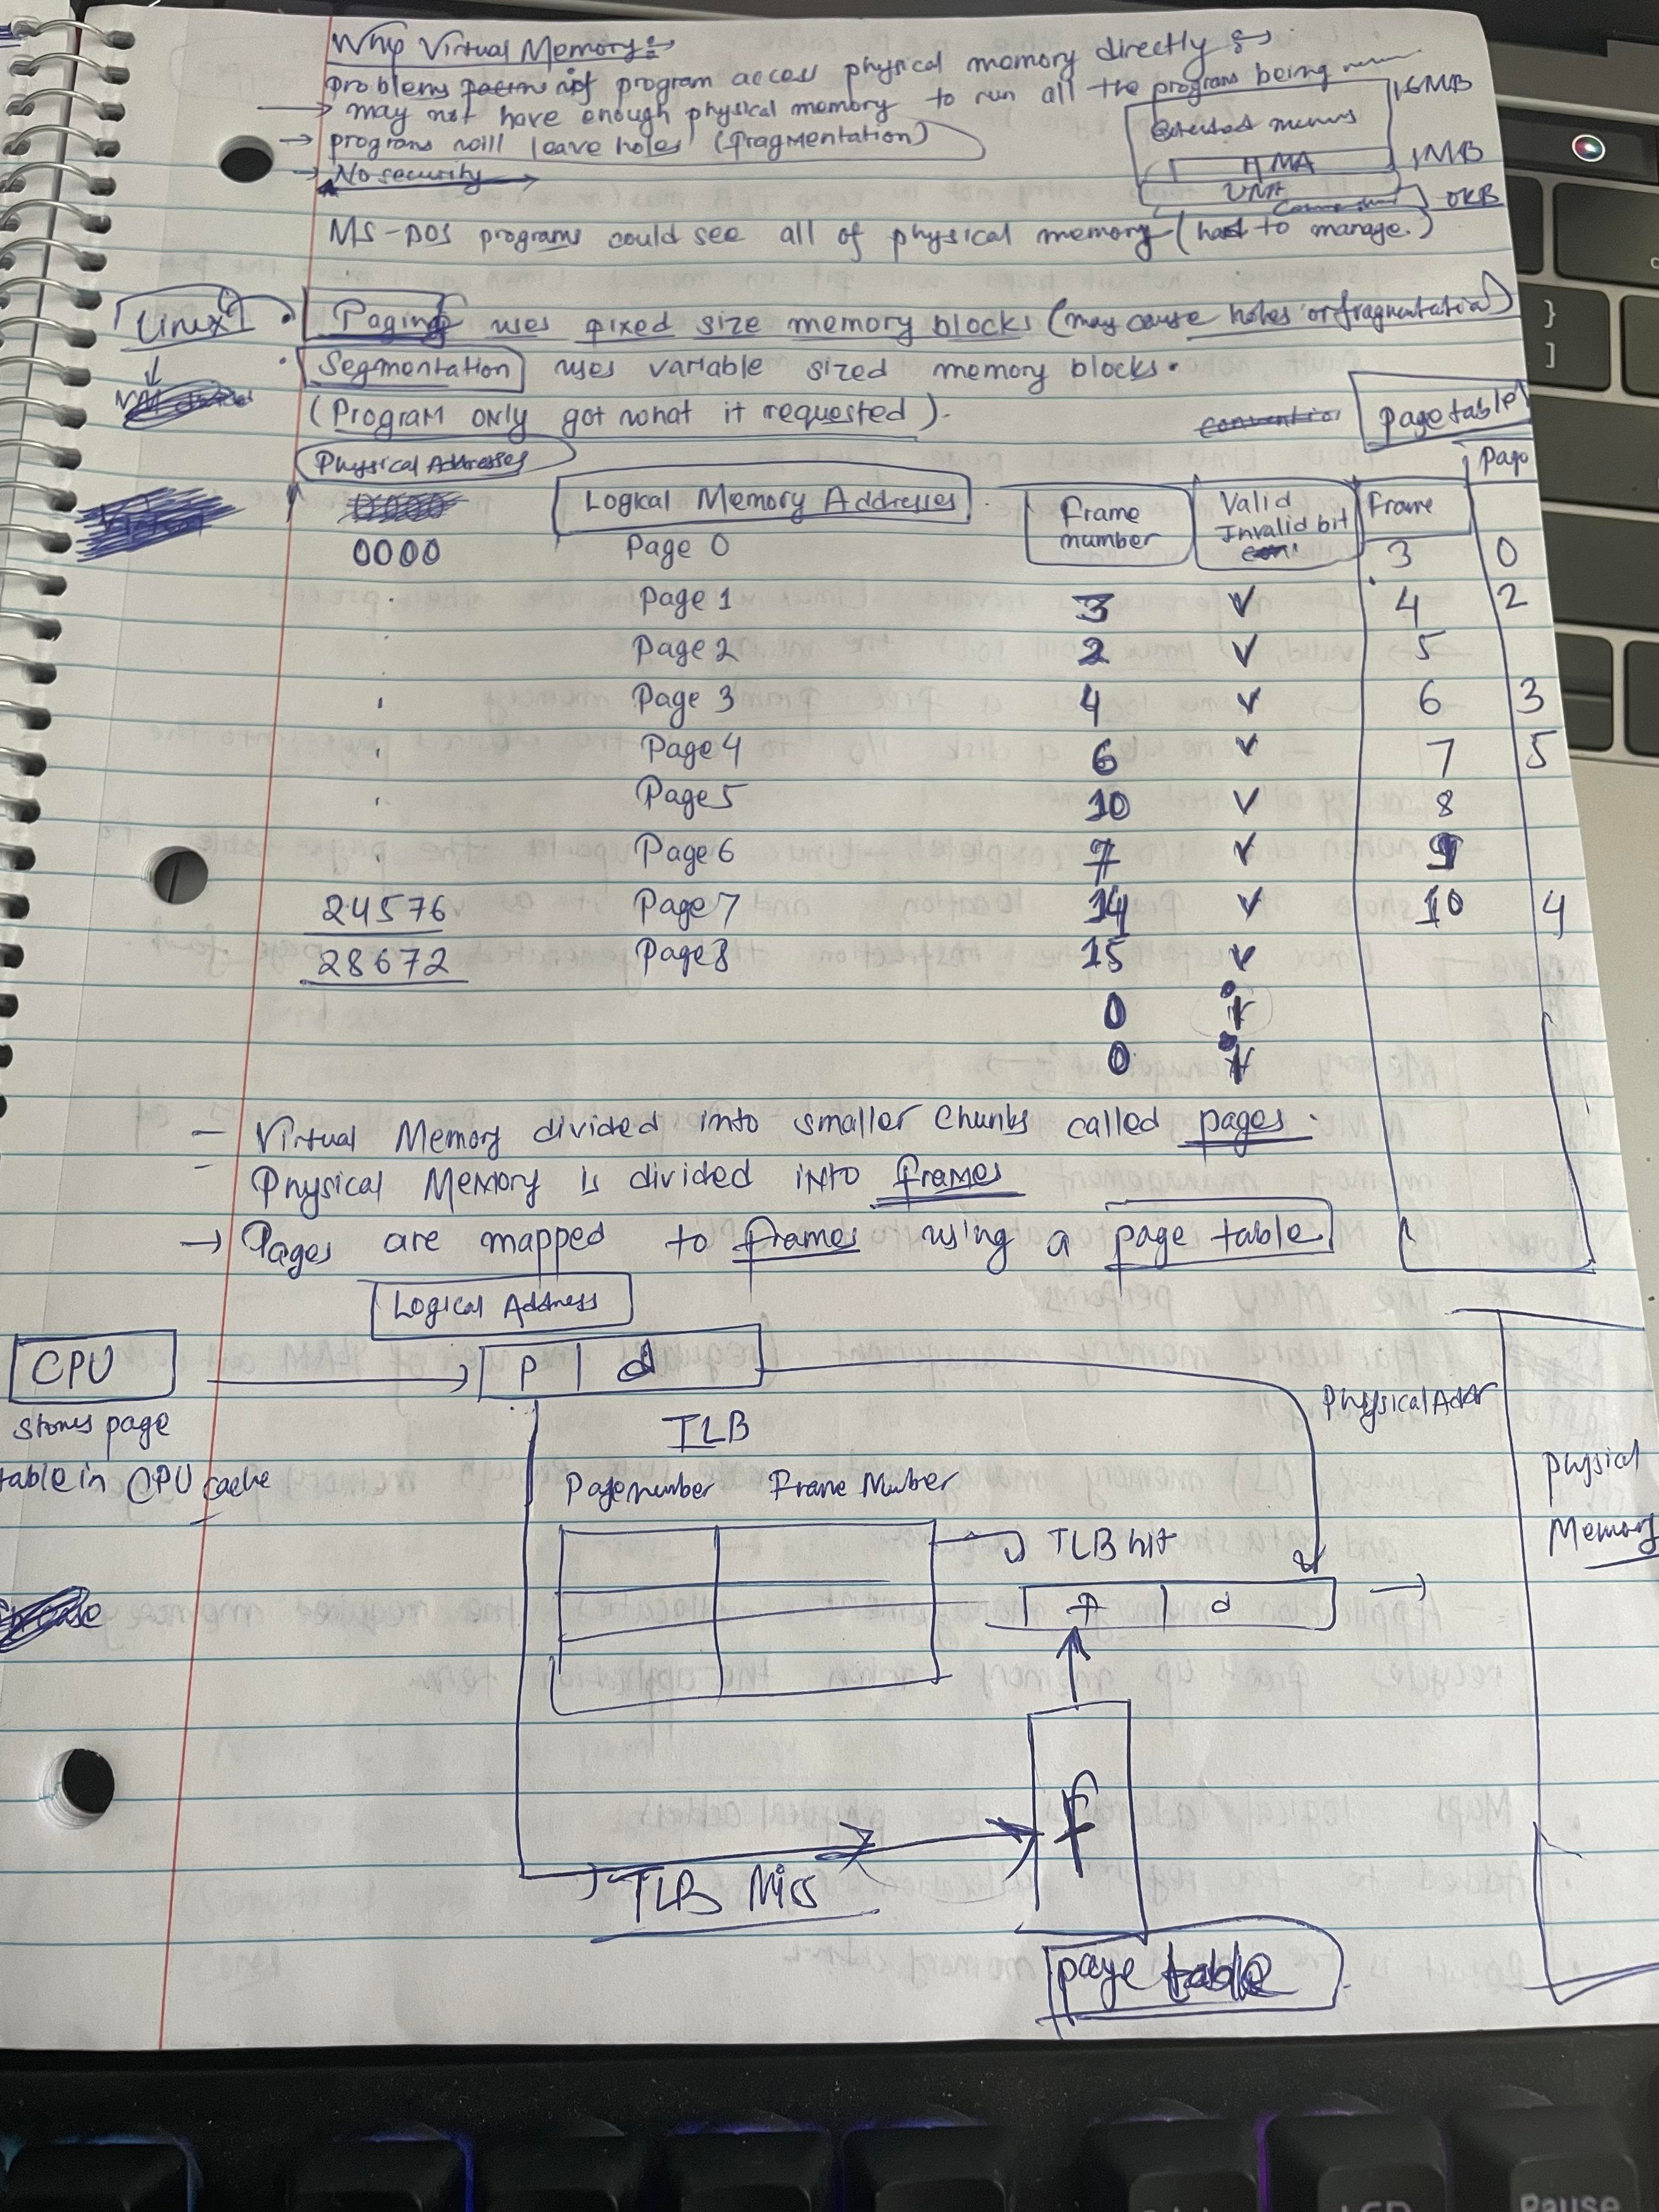 Why Virtual Memory :→
problems if program access physical memory directly :→
→ may not have enough physical memory to run all the programs being
→ programs will leave holes (fragmentation)
→ No security
16MB
Extended
HMA
1MB
UMA
Conventional
0KB
MS-DOS programs could see all of physical memory (had to manage.)
Linux
• Paging uses fixed size memory blocks (may cause holes or fragmentation)
• Segmentation uses variable sized memory blocks.
(Program only got what it requested).
Page table
Physical Addresses
Logical Memory Addresses
Frame number
Valid Invalid bit
Frame
Page
0000 Page 0 3 0
Page 1 3 V 4 2
Page 2 2 V 5
Page 3 4 V 6 3
Page 4 6 V 7 5
Page 5 10 V 8
Page 6 7 V 9
24576 Page 7 14 V 10 4
28672 Page 8 15 V
0 i
0 i
- Virtual Memory divided into smaller chunks called pages.
- Physical Memory is divided into frames
→ Pages are mapped to frames using a page table
Logical Address
CPU
P d
stores page
table in CPU cache
TLB
Page number Frame Number
Physical Addr
Physical
Memory
TLB hit
f d
f
TLB Miss
page table